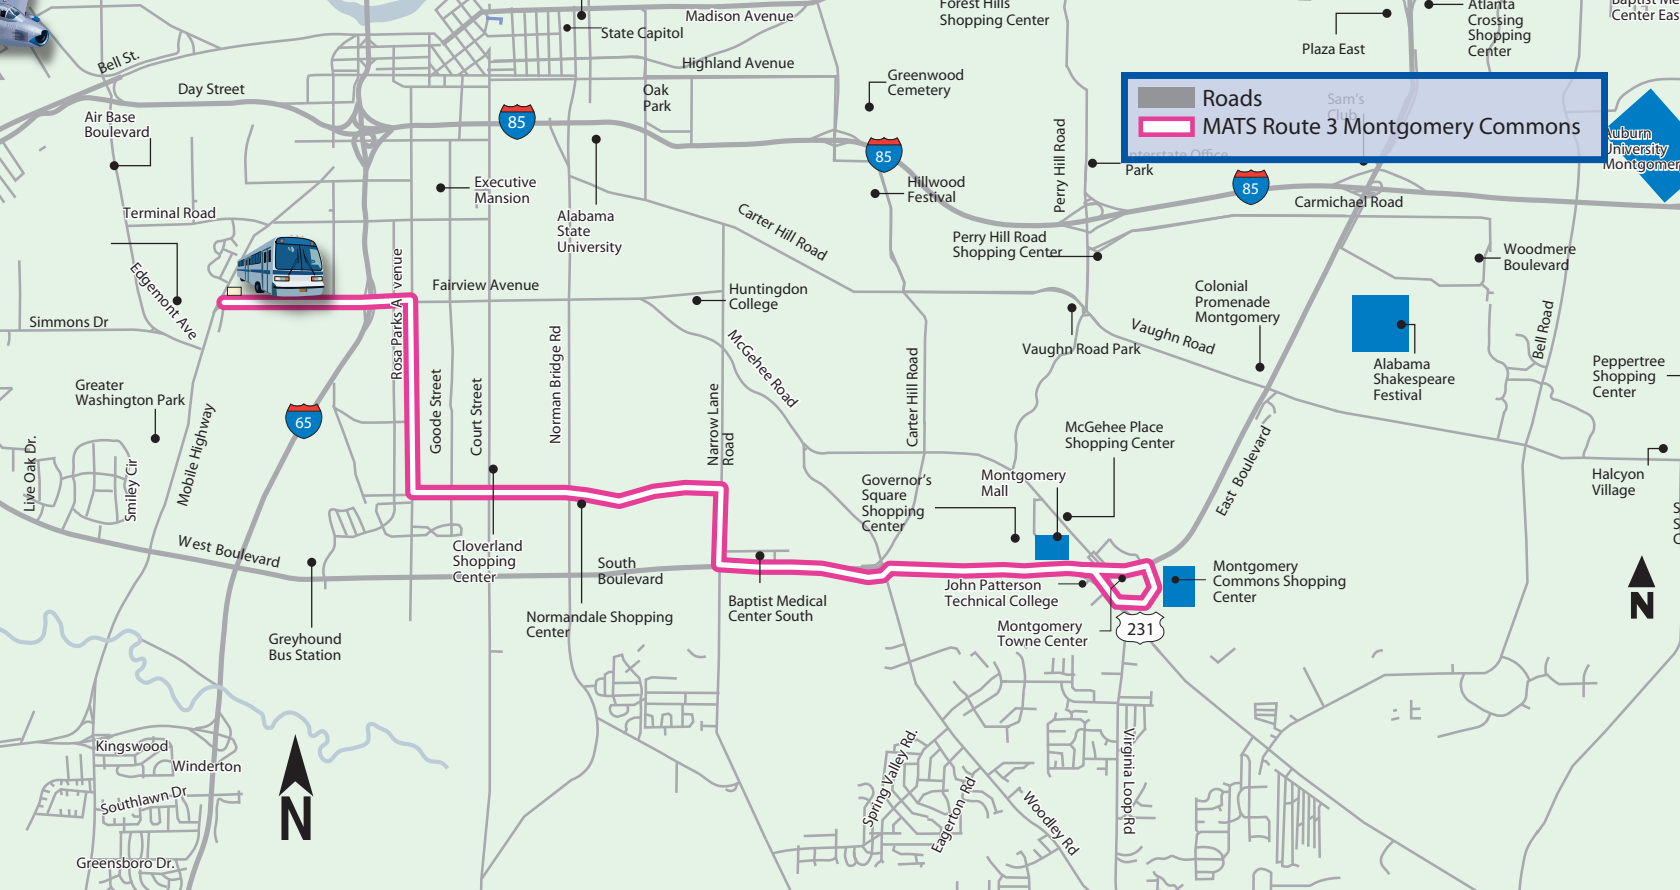 Forest Hills
Shopping Center
Madison Avenue
State Capitol
Atlanta
Crossing
Shopping
Center
Plaza East
Center Eas
Bell St.
Highland Avenue
Greenwood
Cemetery
Day Street
Oak
Park
Roads
MATS Route 3 Montgomery Commons
Sam's
Club
Air Base
Boulevard
85
85
85
Auburn
University
Montgomer
Interstate Office
Park
Perry Hill Road
Executive
Mansion
Hillwood
Festival
Carmichael Road
Terminal Road
Alabama
State
University
Carter Hill Road
Perry Hill Road
Shopping Center
Woodmere
Boulevard
Edgemont Ave
Rosa Parks Avenue
Fairview Avenue
Huntingdon
College
Colonial
Promenade
Montgomery
Simmons Dr
Vaughn Road
Vaughn Road Park
Bell Road
McGehee Road
Norman Bridge Rd
Alabama
Shakespeare
Festival
Peppertree
Shopping
Center
Greater
Washington Park
Goode Street
Court Street
Narrow Lane
Road
Carter Hill Road
65
Mobile Highway
Live Oak Dr.
Smiley Cir
McGehee Place
Shopping Center
East Boulevard
Governor's
Square
Shopping
Center
Montgomery
Mall
Halcyon
Village
West Boulevard
Cloverland
Shopping
Center
South
Boulevard
Montgomery
Commons Shopping
Center
John Patterson
Technical College
Baptist Medical
Center South
Normandale Shopping
Center
Montgomery
Towne Center
231
N
Greyhound
Bus Station
Kingswood
Winderton
Southlawn Dr
Greensboro Dr.
N
Spring Valley Rd.
Eagerton Rd
Woodley Rd
Virginia Loop Rd